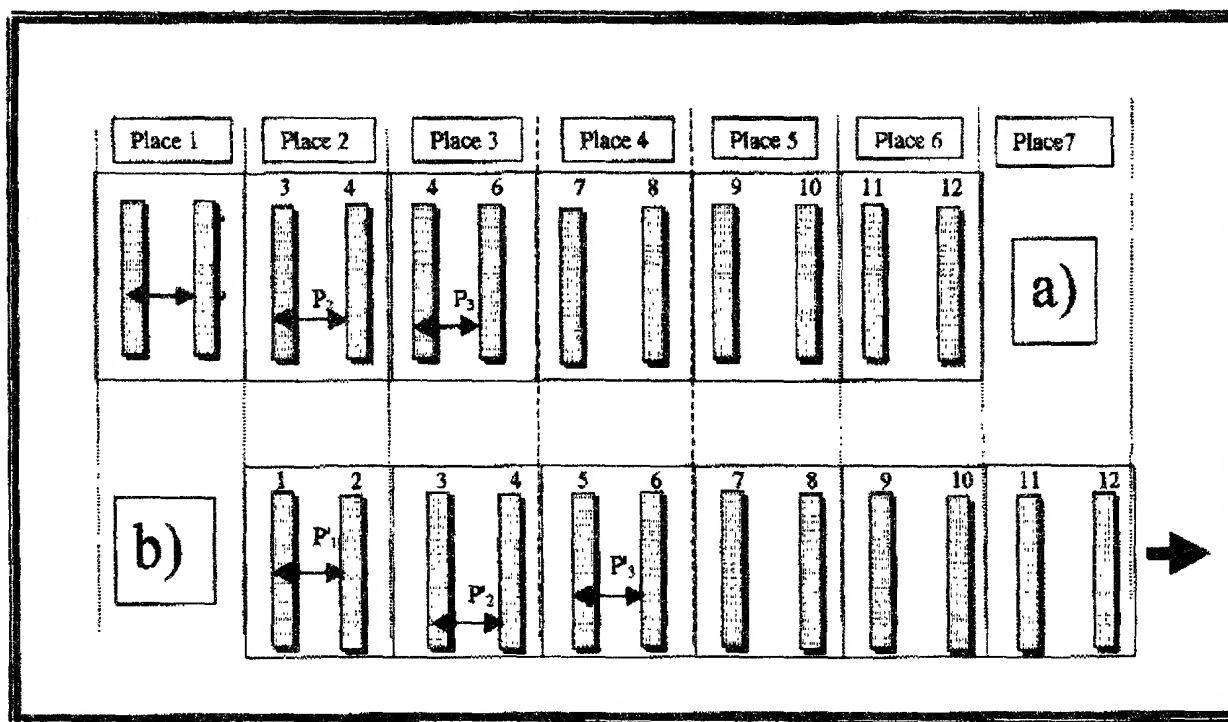 Place 1 Place 2 Place 3 Place 4 Place 5 Place 6 Place7
3 4 4 6 7 8 9 10 11 12
P2 P3
a)
1 2 3 4 5 6 7 8 9 10 11 12
b)
P'1 P'2 P'3